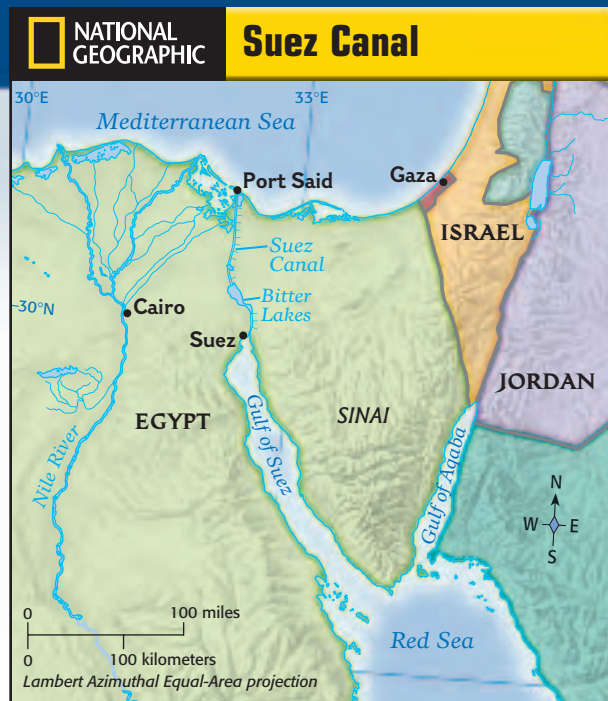 NATIONAL
GEOGRAPHIC
Suez Canal
30°E
33°E
Mediterranean Sea
Port Said
Gaza
ISRAEL
Suez
Canal
30°N
Cairo
Bitter
Lakes
Suez
JORDAN
EGYPT
SINAI
Nile River
Gulf of Suez
Gulf of Aqaba
N
W E
S
0 100 miles
0 100 kilometers
Red Sea
Lambert Azimuthal Equal-Area projection